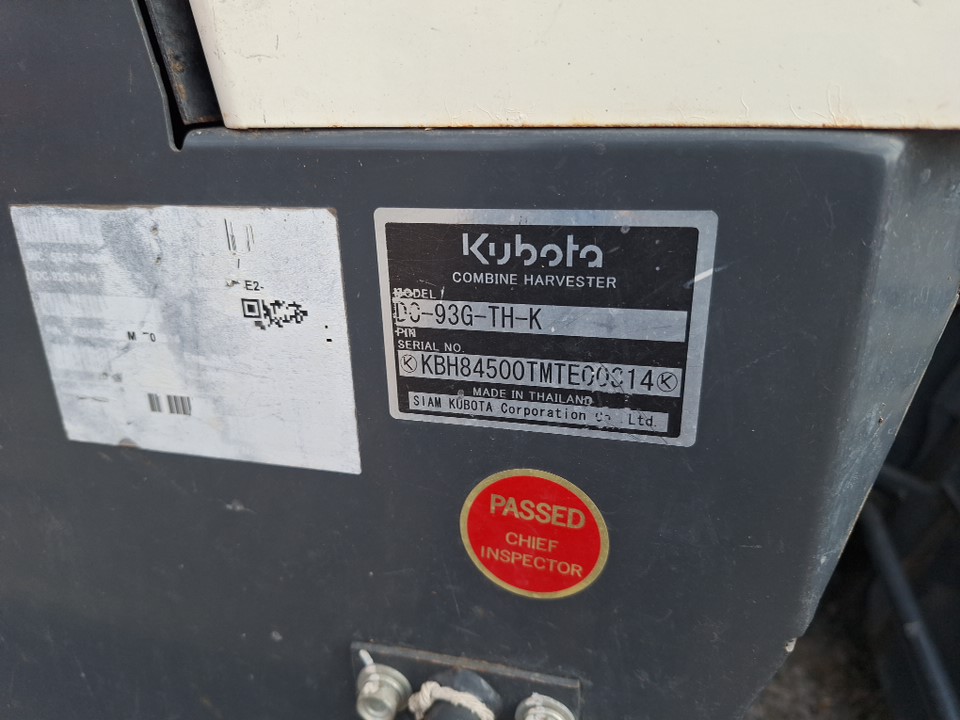 E2-
Kubota
COMBINE HARVESTER
MODEL
DC-93G-TH-K
PIN
SERIAL NO.
MADE IN THAILAND
SIAM KUBOTA Corporation Co., Ltd.
PASSED
CHIEF
INSPECTOR